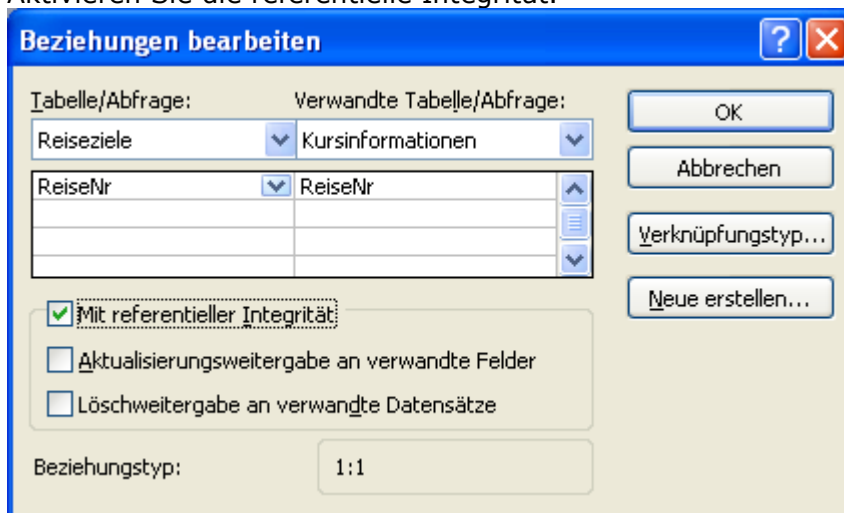 Aktivieren Sie die referentielle Integrität.
Beziehungen bearbeiten
Tabelle/Abfrage: Verwandte Tabelle/Abfrage:
OK
Reiseziele Kursinformationen
Abbrechen
ReiseNr ReiseNr
Verknüpfungstyp...
Neue erstellen...
Mit referentieller Integrität
Aktualisierungsweitergabe an verwandte Felder
Löschweitergabe an verwandte Datensätze
Beziehungstyp: 1:1